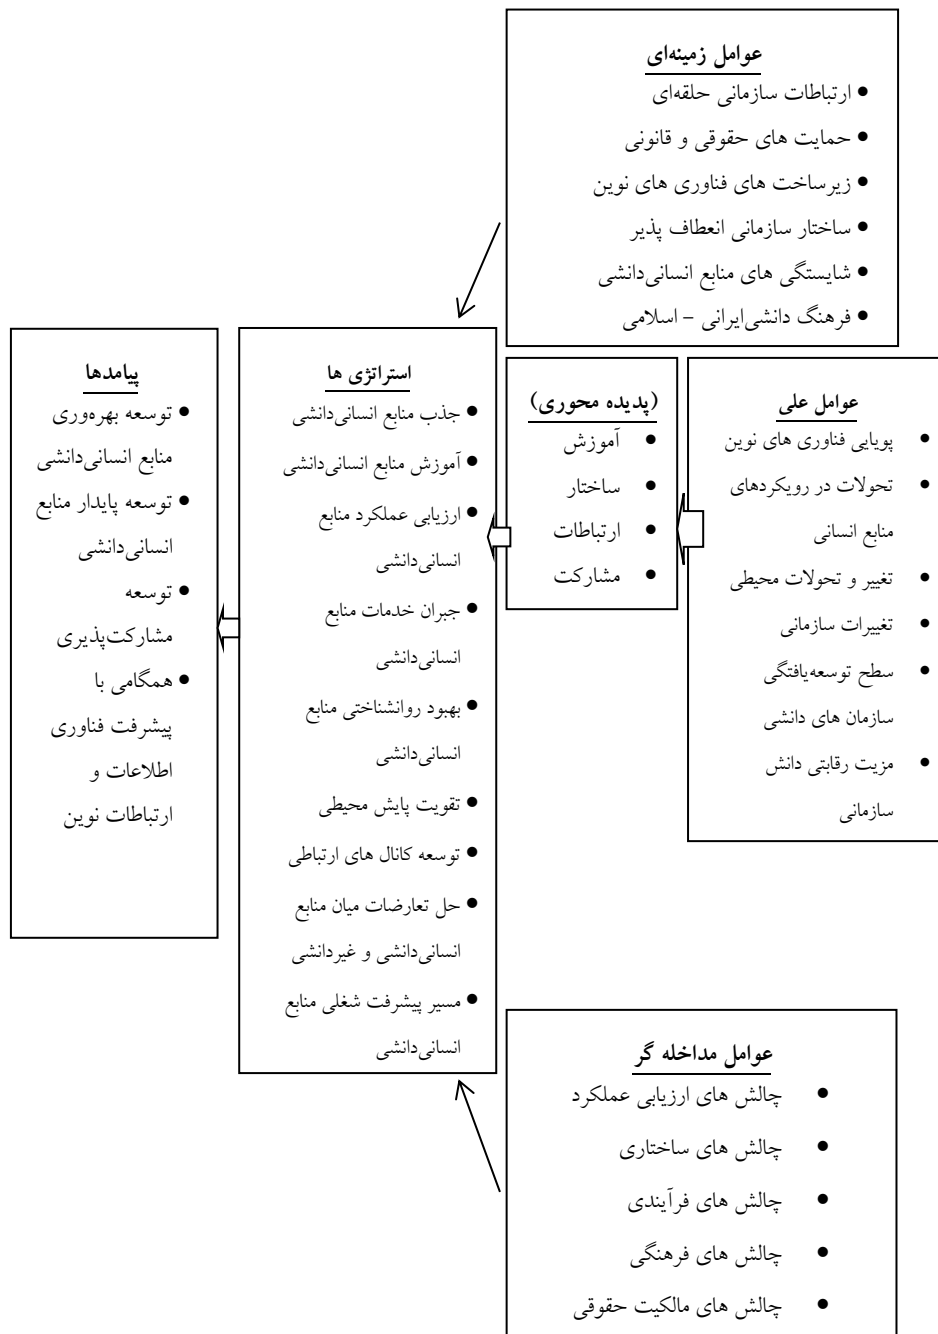 عوامل زمینه‌ای
• ارتباطات سازمانی حلقه‌ای
• حمایت های حقوقی و قانونی
• زیرساخت های فناوری های نوین
• ساختار سازمانی انعطاف پذیر
• شایستگی های منابع انسانی‌دانشی
• فرهنگ دانشی‌ایرانی – اسلامی
عوامل علی
• پویایی فناوری های نوین
• تحولات در رویکردهای
منابع انسانی
• تغییر و تحولات محیطی
• تغییرات سازمانی
• سطح توسعه‌یافتگی
سازمان های دانشی
• مزیت رقابتی دانش
سازمانی
(پدیده محوری)
• آموزش
• ساختار
• ارتباطات
• مشارکت
استراتژی ها
• جذب منابع انسانی‌دانشی
• آموزش منابع انسانی‌دانشی
• ارزیابی عملکرد منابع
انسانی‌دانشی
• جبران خدمات منابع
انسانی‌دانشی
• بهبود روانشناختی منابع
انسانی‌دانشی
• تقویت پایش محیطی
• توسعه کانال های ارتباطی
• حل تعارضات میان منابع
انسانی‌دانشی و غیردانشی
• مسیر پیشرفت شغلی منابع
انسانی‌دانشی
پیامدها
• توسعه بهره‌وری
منابع انسانی‌دانشی
• توسعه پایدار منابع
انسانی‌دانشی
• توسعه
مشارکت‌پذیری
• همگامی با
پیشرفت فناوری
اطلاعات و
ارتباطات نوین
عوامل مداخله گر
• چالش های ارزیابی عملکرد
• چالش های ساختاری
• چالش های فرآیندی
• چالش های فرهنگی
• چالش های مالکیت حقوقی